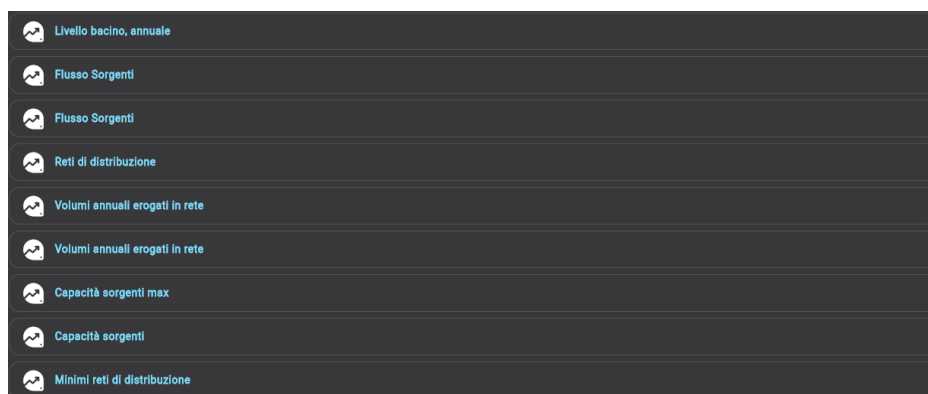 Livello bacino, annuale
Flusso Sorgenti
Flusso Sorgenti
Reti di distribuzione
Volumi annuali erogati in rete
Volumi annuali erogati in rete
Capacità sorgenti max
Capacità sorgenti
Minimi reti di distribuzione